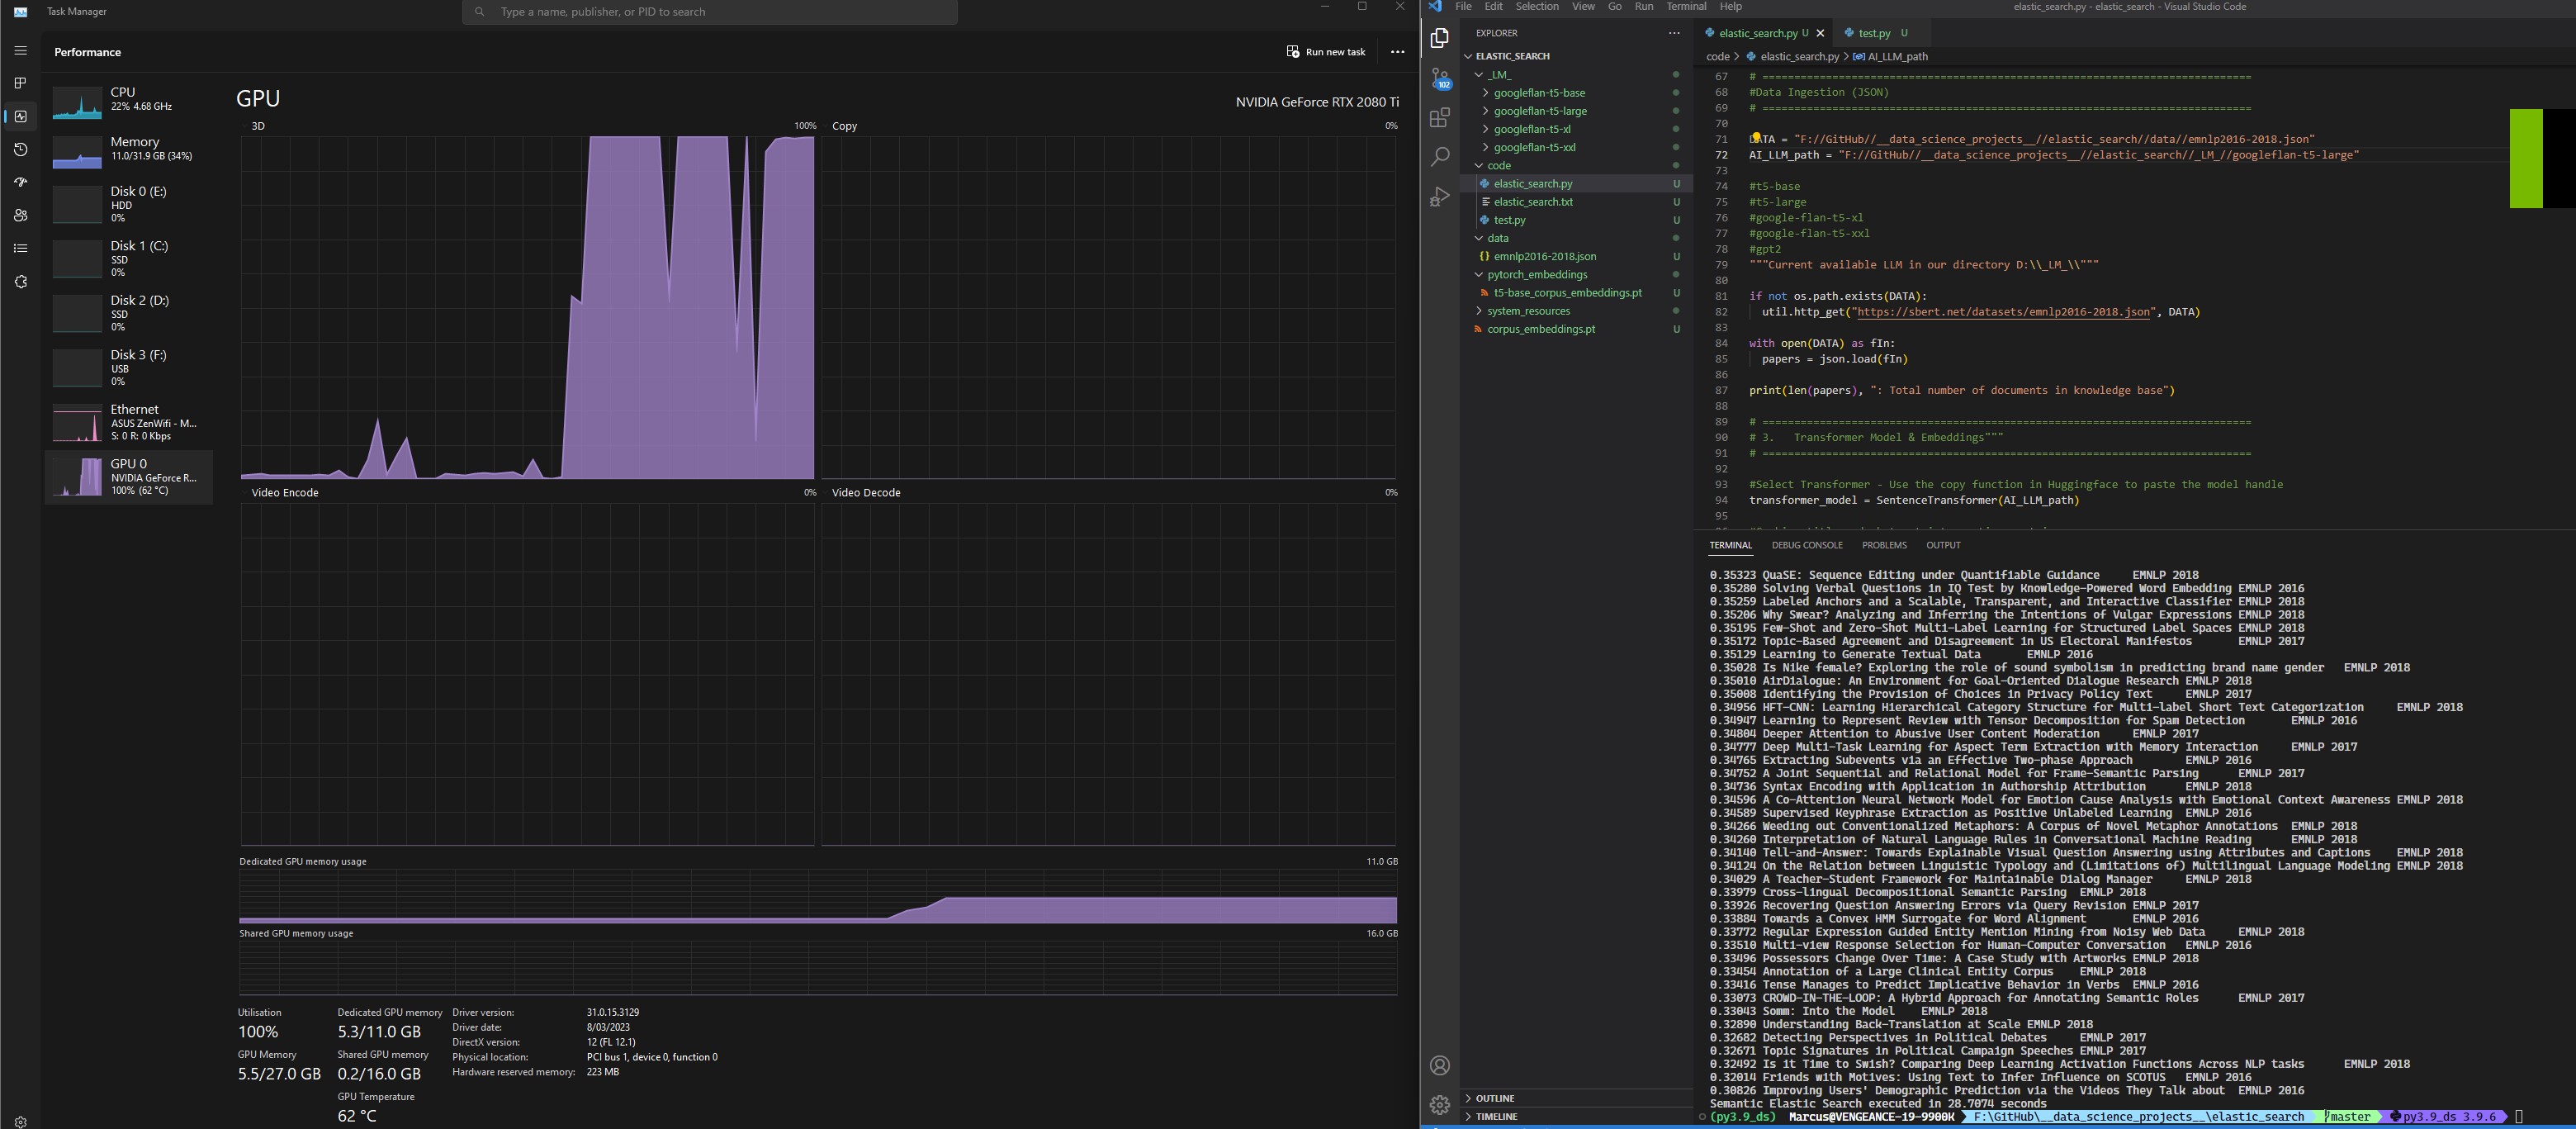 Task Manager
Type a name, publisher, or PID to search
Performance
Run new task
CPU
22% 4.68 GHz
Memory
11.0/31.9 GB (34%)
Disk 0 (E:)
HDD
0%
Disk 1 (C:)
SSD
0%
Disk 2 (D:)
SSD
0%
Disk 3 (F:)
USB
0%
Ethernet
ASUS ZenWifi - M...
S: 0 R: 0 Kbps
GPU 0
NVIDIA GeForce R...
100% (62 °C)
GPU
NVIDIA GeForce RTX 2080 Ti
3D 100%
Copy 0%
Video Encode 0%
Video Decode 0%
Dedicated GPU memory usage 11.0 GB
Shared GPU memory usage 16.0 GB
Utilisation
100%
Dedicated GPU memory
5.3/11.0 GB
GPU Memory
5.5/27.0 GB
Shared GPU memory
0.2/16.0 GB
GPU Temperature
62 °C
Driver version: 31.0.15.3129
Driver date: 8/03/2023
DirectX version: 12 (FL 12.1)
Physical location: PCI bus 1, device 0, function 0
Hardware reserved memory: 223 MB
File Edit Selection View Go Run Terminal Help
elastic_search.py - elastic_search - Visual Studio Code
102
EXPLORER
ELASTIC_SEARCH
_LM_
googleflan-t5-base
googleflan-t5-large
googleflan-t5-xl
googleflan-t5-xxl
code
elastic_search.py U
elastic_search.txt U
test.py U
data
emnlp2016-2018.json U
pytorch_embeddings
t5-base_corpus_embeddings.pt U
system_resources
corpus_embeddings.pt U
OUTLINE
TIMELINE
elastic_search.py U
test.py U
code > elastic_search.py > AI_LLM_path
67 # =============================================================================
68 #Data Ingestion (JSON)
69 # =============================================================================
70
71 DATA = "F://GitHub//__data_science_projects__//elastic_search//data//emnlp2016-2018.json"
72 AI_LLM_path = "F://GitHub//__data_science_projects__//elastic_search//_LM_//googleflan-t5-large"
73
74 #t5-base
75 #t5-large
76 #google-flan-t5-xl
77 #google-flan-t5-xxl
78 #gpt2
79 """Current available LLM in our directory D:\\_LM_\\"""
80
81 if not os.path.exists(DATA):
82 util.http_get("https://sbert.net/datasets/emnlp2016-2018.json", DATA)
83
84 with open(DATA) as fIn:
85 papers = json.load(fIn)
86
87 print(len(papers), ": Total number of documents in knowledge base")
88
89 # =============================================================================
90 # 3. Transformer Model & Embeddings"""
91 # =============================================================================
92
93 #Select Transformer - Use the copy function in Huggingface to paste the model handle
94 transformer_model = SentenceTransformer(AI_LLM_path)
95
TERMINAL DEBUG CONSOLE PROBLEMS OUTPUT
0.35323 QuaSE: Sequence Editing under Quantifiable Guidance EMNLP 2018
0.35280 Solving Verbal Questions in IQ Test by Knowledge-Powered Word Embedding EMNLP 2016
0.35259 Labeled Anchors and a Scalable, Transparent, and Interactive Classifier EMNLP 2018
0.35206 Why Swear? Analyzing and Inferring the Intentions of Vulgar Expressions EMNLP 2018
0.35195 Few-Shot and Zero-Shot Multi-Label Learning for Structured Label Spaces EMNLP 2018
0.35172 Topic-Based Agreement and Disagreement in US Electoral Manifestos EMNLP 2017
0.35129 Learning to Generate Textual Data EMNLP 2016
0.35028 Is Nike female? Exploring the role of sound symbolism in predicting brand name gender EMNLP 2018
0.35010 AirDialogue: An Environment for Goal-Oriented Dialogue Research EMNLP 2018
0.35008 Identifying the Provision of Choices in Privacy Policy Text EMNLP 2017
0.34956 HFT-CNN: Learning Hierarchical Category Structure for Multi-label Short Text Categorization EMNLP 2018
0.34947 Learning to Represent Review with Tensor Decomposition for Spam Detection EMNLP 2016
0.34804 Deeper Attention to Abusive User Content Moderation EMNLP 2017
0.34777 Deep Multi-Task Learning for Aspect Term Extraction with Memory Interaction EMNLP 2017
0.34765 Extracting Subevents via an Effective Two-phase Approach EMNLP 2016
0.34752 A Joint Sequential and Relational Model for Frame-Semantic Parsing EMNLP 2017
0.34736 Syntax Encoding with Application in Authorship Attribution EMNLP 2018
0.34596 A Co-Attention Neural Network Model for Emotion Cause Analysis with Emotional Context Awareness EMNLP 2018
0.34589 Supervised Keyphrase Extraction as Positive Unlabeled Learning EMNLP 2016
0.34266 Weeding out Conventionalized Metaphors: A Corpus of Novel Metaphor Annotations EMNLP 2018
0.34260 Interpretation of Natural Language Rules in Conversational Machine Reading EMNLP 2018
0.34140 Tell-and-Answer: Towards Explainable Visual Question Answering using Attributes and Captions EMNLP 2018
0.34124 On the Relation between Linguistic Typology and (Limitations of) Multilingual Language Modeling EMNLP 2018
0.34029 A Teacher-Student Framework for Maintainable Dialog Manager EMNLP 2018
0.33979 Cross-lingual Decompositional Semantic Parsing EMNLP 2018
0.33926 Recovering Question Answering Errors via Query Revision EMNLP 2017
0.33884 Towards a Convex HMM Surrogate for Word Alignment EMNLP 2016
0.33772 Regular Expression Guided Entity Mention Mining from Noisy Web Data EMNLP 2018
0.33510 Multi-view Response Selection for Human-Computer Conversation EMNLP 2016
0.33496 Possessors Change Over Time: A Case Study with Artworks EMNLP 2018
0.33454 Annotation of a Large Clinical Entity Corpus EMNLP 2018
0.33416 Tense Manages to Predict Implicative Behavior in Verbs EMNLP 2016
0.33073 CROWD-IN-THE-LOOP: A Hybrid Approach for Annotating Semantic Roles EMNLP 2017
0.33043 Somm: Into the Model EMNLP 2018
0.32890 Understanding Back-Translation at Scale EMNLP 2018
0.32682 Detecting Perspectives in Political Debates EMNLP 2017
0.32671 Topic Signatures in Political Campaign Speeches EMNLP 2017
0.32492 Is it Time to Swish? Comparing Deep Learning Activation Functions Across NLP tasks EMNLP 2018
0.32014 Friends with Motives: Using Text to Infer Influence on SCOTUS EMNLP 2016
0.30826 Improving Users' Demographic Prediction via the Videos They Talk about EMNLP 2016
Semantic Elastic Search executed in 28.7074 seconds
(py3.9_ds) Marcus@VENGEANCE-19-9900K F:\GitHub\__data_science_projects__\elastic_search master py3.9_ds 3.9.6